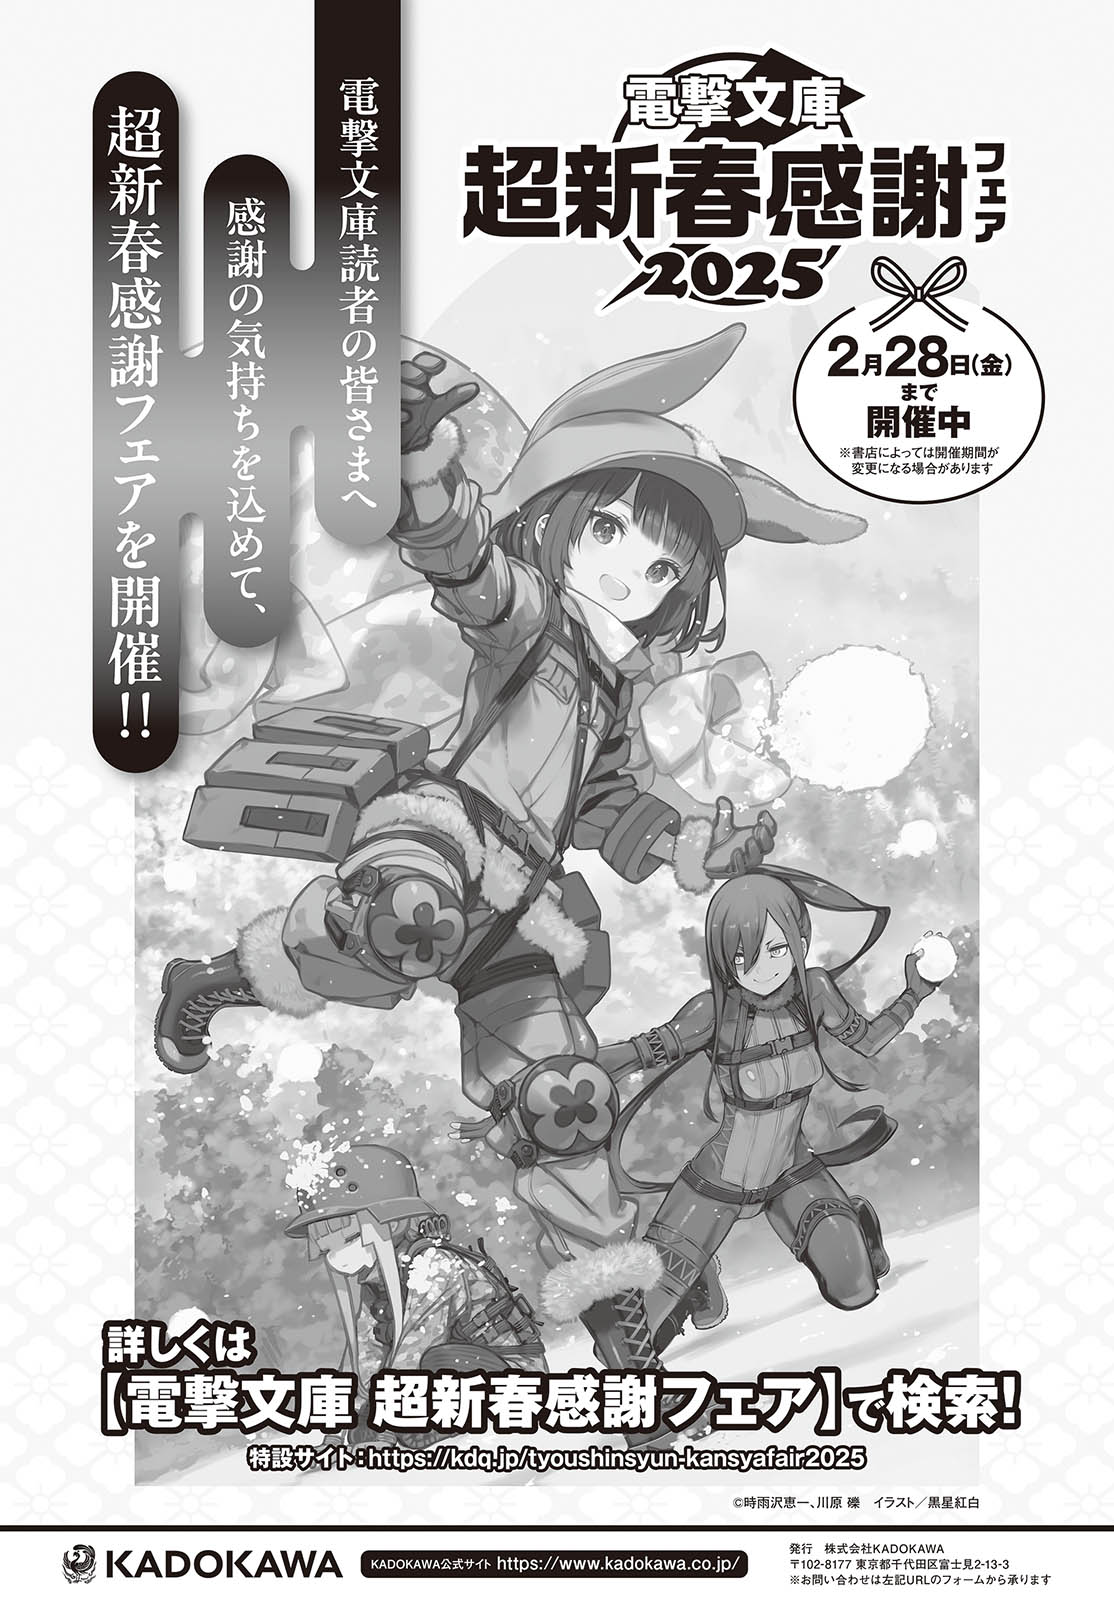 電撃文庫
超新春感謝フェア
2025
電撃文庫読者の皆さまへ
感謝の気持ちを込めて、
超新春感謝フェアを開催!!
2月28日(金)
まで
開催中
※書店によっては開催期間が
変更になる場合があります
詳しくは
【電撃文庫 超新春感謝フェア】で検索!
特設サイト:https://kdq.jp/tyoushinsyun-kansyafair2025
©時雨沢恵一、川原 礫 イラスト/黒星紅白
KADOKAWA
KADOKAWA公式サイト https://www.kadokawa.co.jp/
発行 株式会社KADOKAWA
〒102-8177 東京都千代田区富士見2-13-3
※お問い合わせは左記URLのフォームから承ります